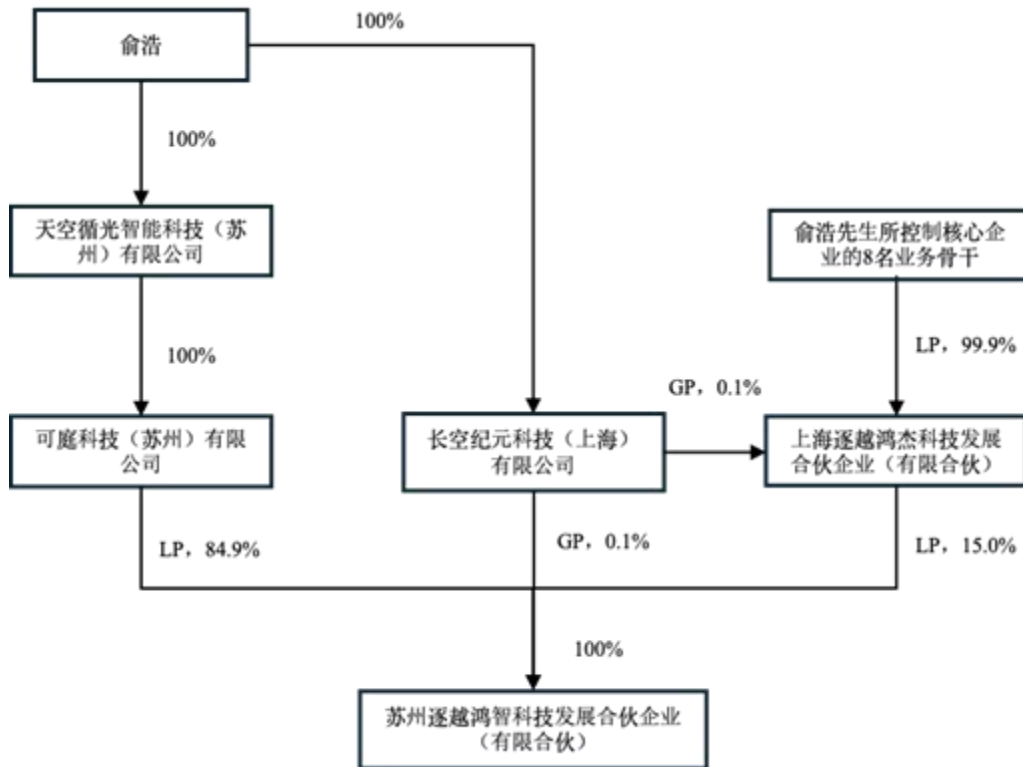 俞浩
100%
100%
天空循光智能科技（苏
州）有限公司
俞浩先生所控制核心企
业的8名业务骨干
100%
LP，99.9%
GP，0.1%
可庭科技（苏州）有限
公司
长空纪元科技（上海）
有限公司
上海逐越鸿杰科技发展
合伙企业（有限合伙）
LP，84.9%
GP，0.1%
LP，15.0%
100%
苏州逐越鸿智科技发展合伙企业
（有限合伙）